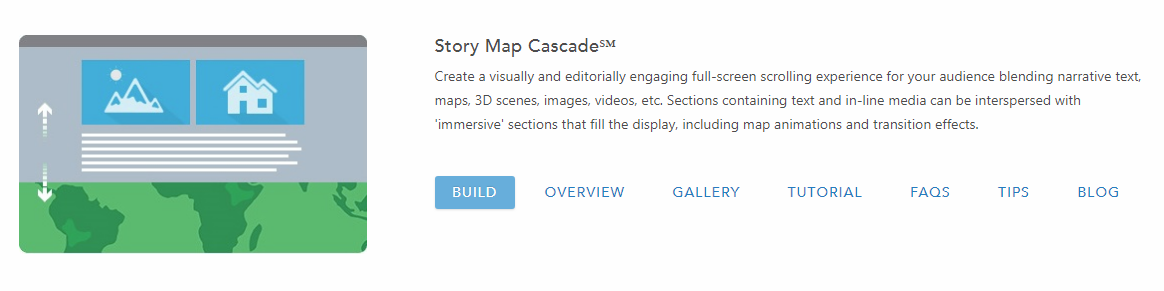 Story Map Cascade℠
Create a visually and editorially engaging full-screen scrolling experience for your audience blending narrative text,
maps, 3D scenes, images, videos, etc. Sections containing text and in-line media can be interspersed with
'immersive' sections that fill the display, including map animations and transition effects.
BUILD OVERVIEW GALLERY TUTORIAL FAQS TIPS BLOG